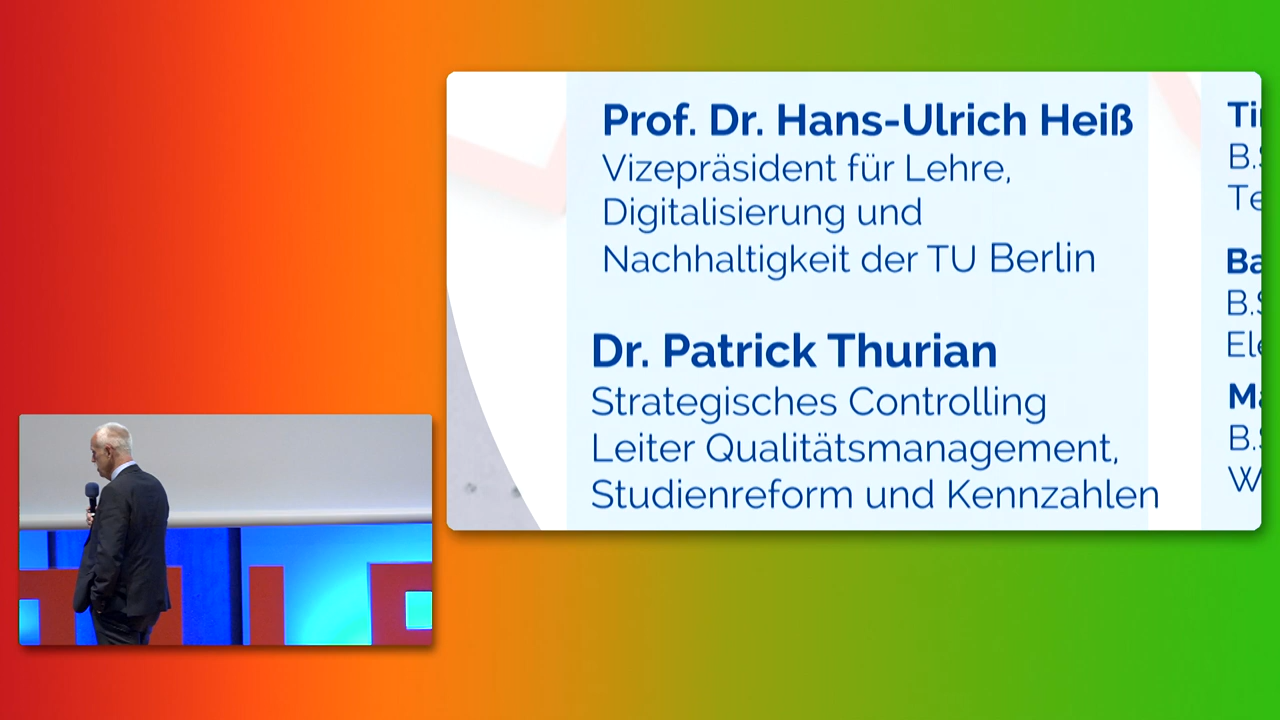 Prof. Dr. Hans-Ulrich Heiß
Vizepräsident für Lehre,
Digitalisierung und
Nachhaltigkeit der TU Berlin
Dr. Patrick Thurian
Strategisches Controlling
Leiter Qualitätsmanagement,
Studienreform und Kennzahlen